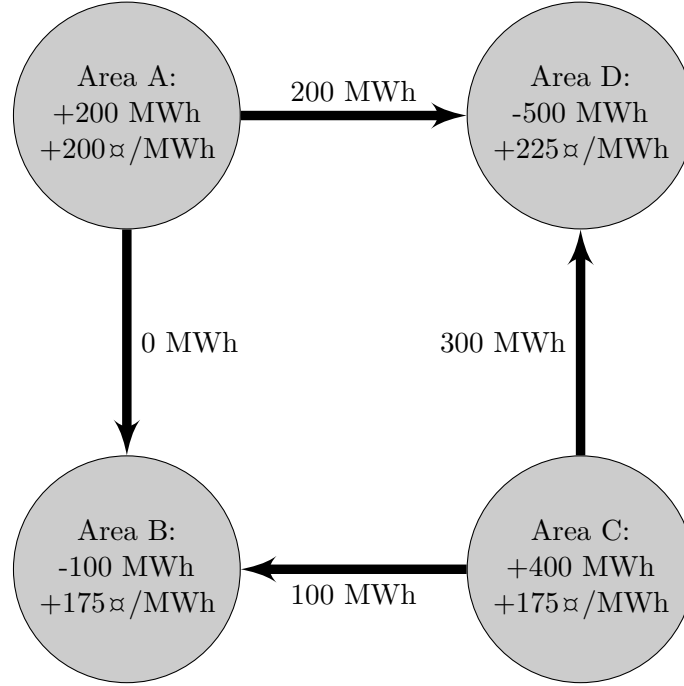 Area A:
+200 MWh
+200¤/MWh
200 MWh
Area D:
-500 MWh
+225¤/MWh
0 MWh
300 MWh
Area B:
-100 MWh
+175¤/MWh
100 MWh
Area C:
+400 MWh
+175¤/MWh